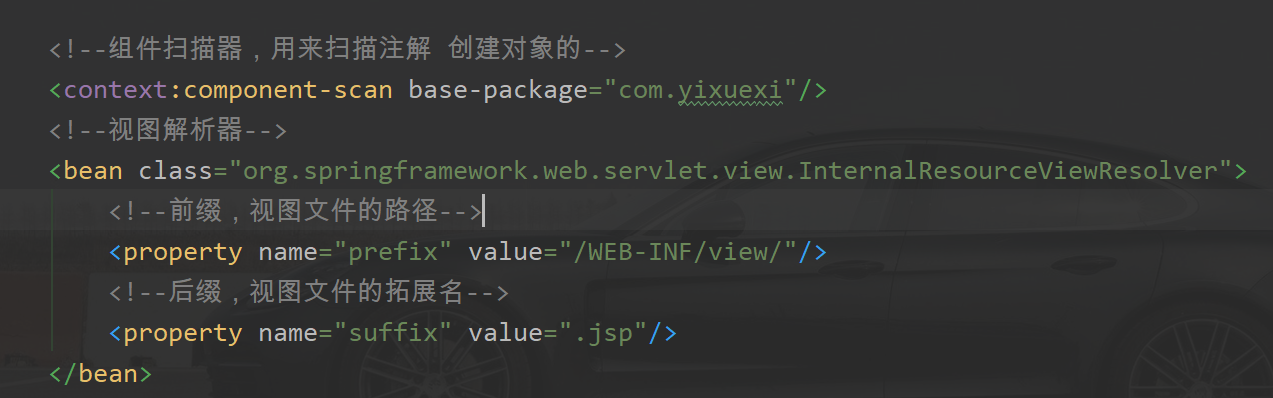 <!--组件扫描器，用来扫描注解 创建对象的-->
<context:component-scan base-package="com.yixuexi"/>
<!--视图解析器-->
<bean class="org.springframework.web.servlet.view.InternalResourceViewResolver">
<!--前缀，视图文件的路径-->
<property name="prefix" value="/WEB-INF/view/"/>
<!--后缀，视图文件的拓展名-->
<property name="suffix" value=".jsp"/>
</bean>